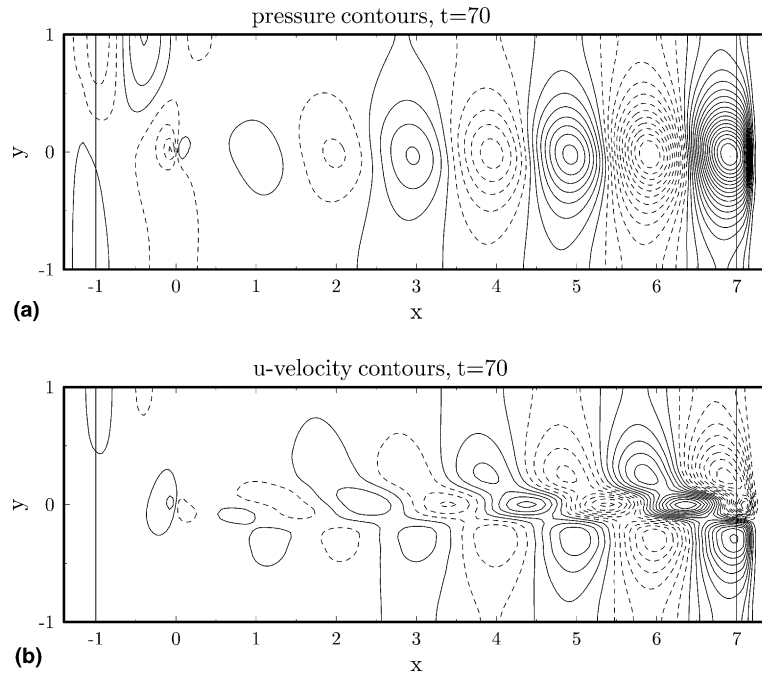 pressure contours, t=70
1
0
-1
y
-1 0 1 2 3 4 5 6 7
x
(a)
u-velocity contours, t=70
1
0
-1
y
-1 0 1 2 3 4 5 6 7
x
(b)